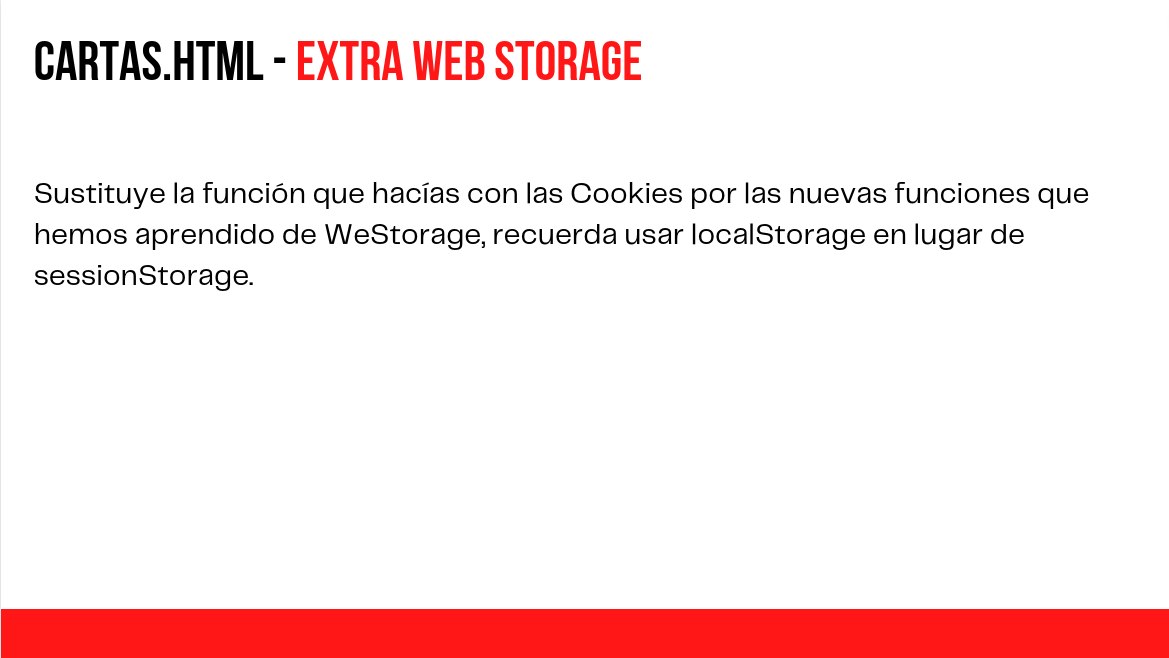 CARTAS.HTML - EXTRA WEB STORAGE
Sustituye la función que hacías con las Cookies por las nuevas funciones que
hemos aprendido de WeStorage, recuerda usar localStorage en lugar de
sessionStorage.